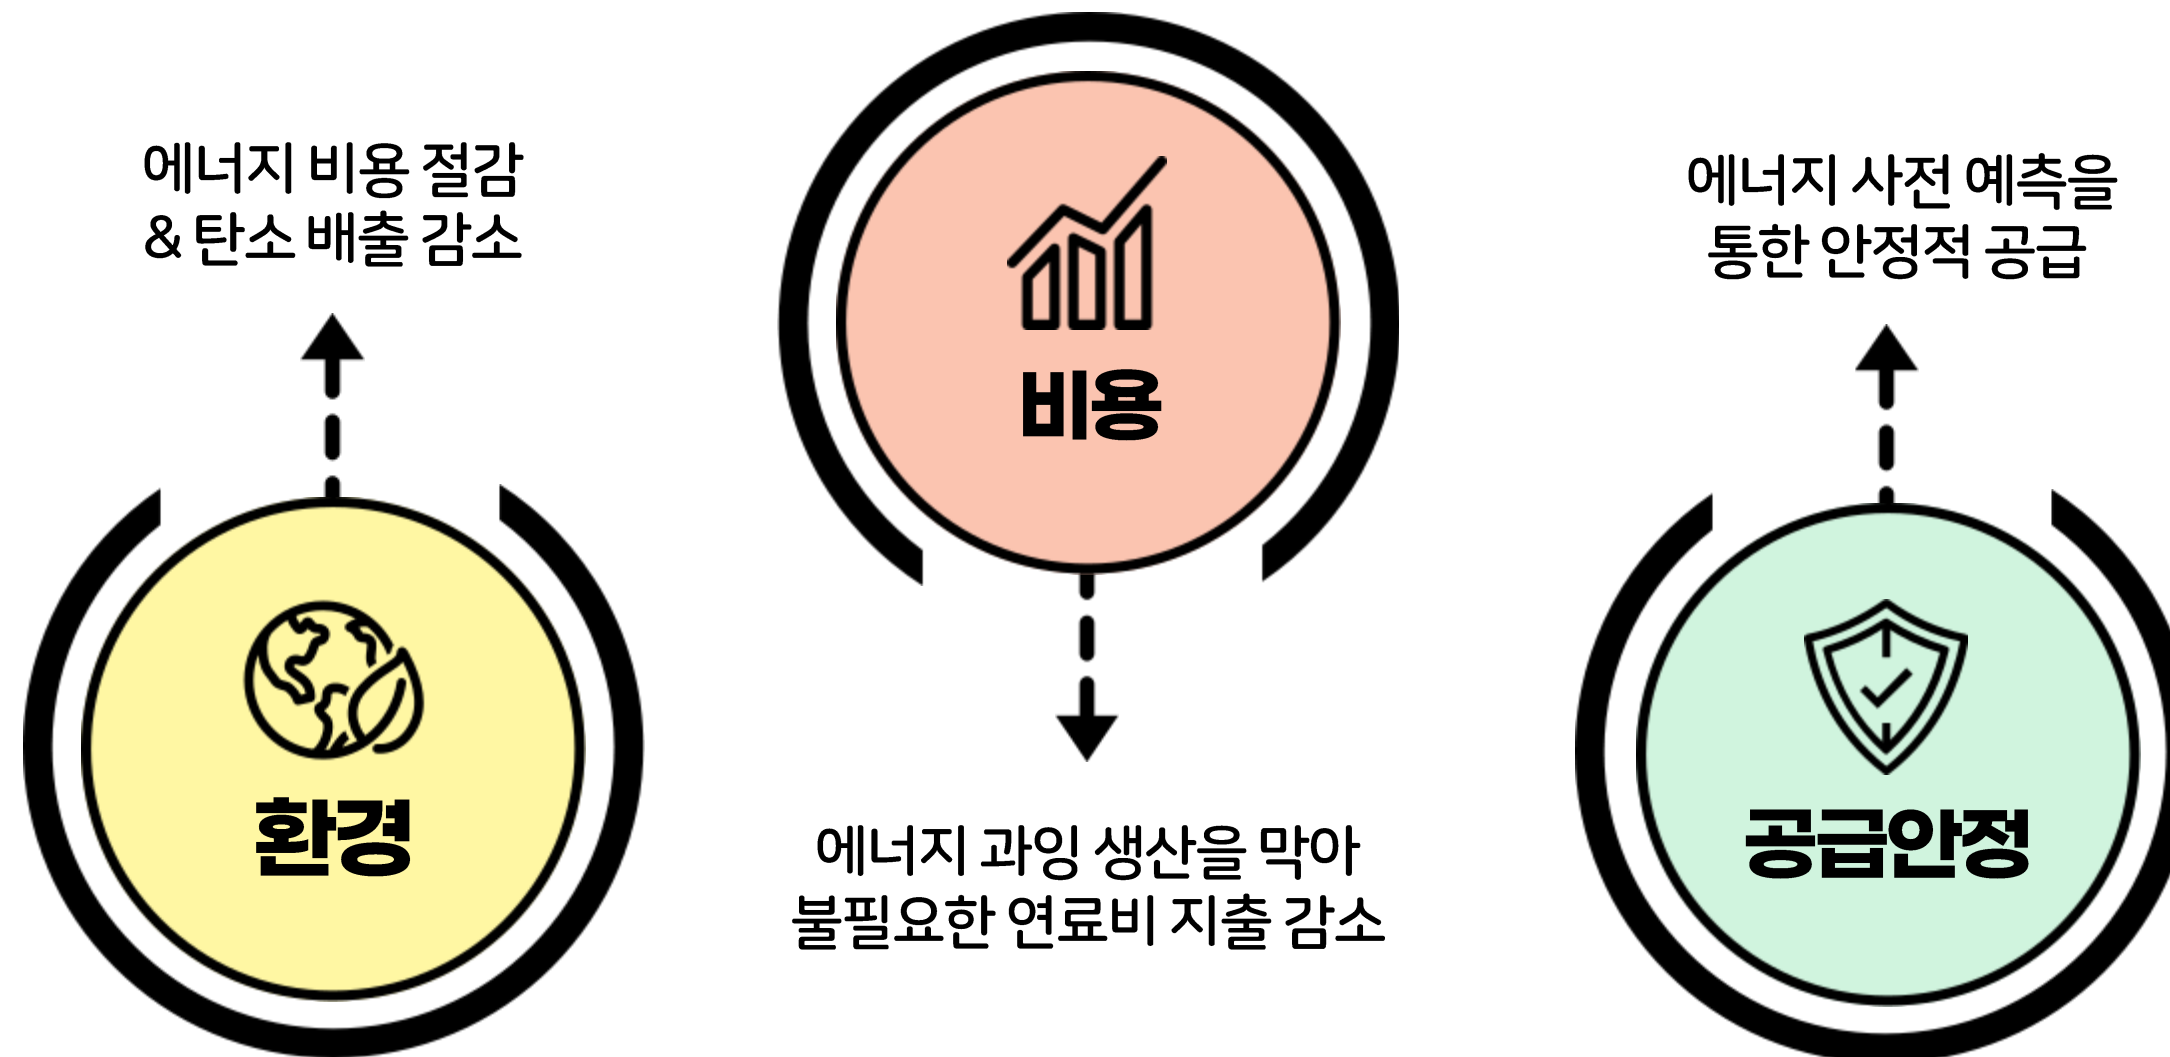 에너지 비용 절감
& 탄소 배출 감소
환경
비용
에너지 과잉 생산을 막아
불필요한 연료비 지출 감소
에너지 사전 예측을
통한 안정적 공급
공급안정